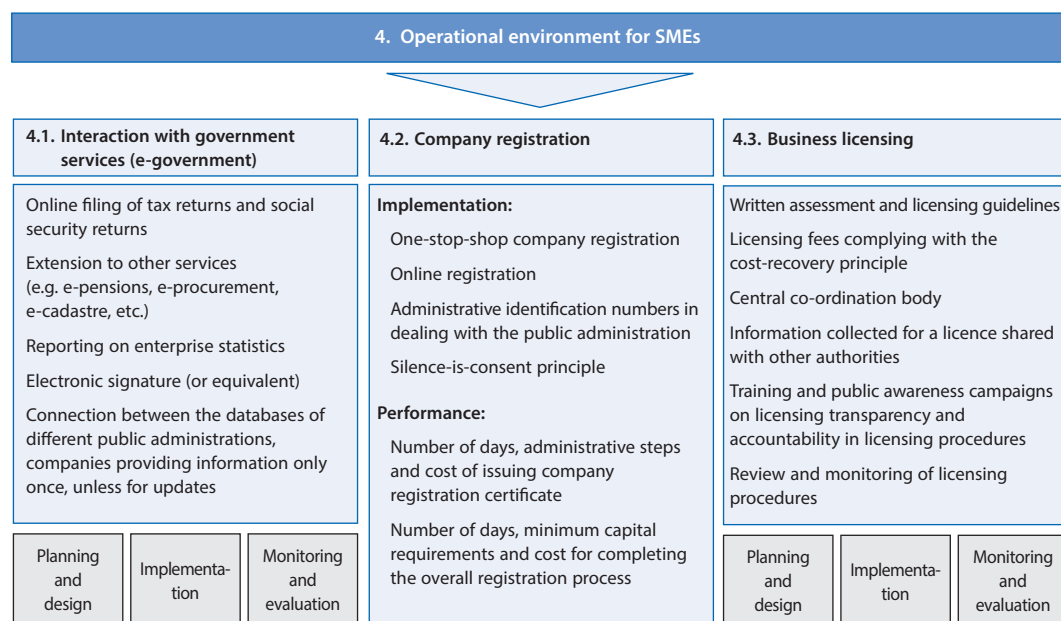 4. Operational environment for SMEs
4.1. Interaction with government
services (e-government)
Online filing of tax returns and social
security returns
Extension to other services
(e.g. e-pensions, e-procurement,
e-cadastre, etc.)
Reporting on enterprise statistics
Electronic signature (or equivalent)
Connection between the databases of
different public administrations,
companies providing information only
once, unless for updates
Planning
and
design
Implementa-
tion
Monitoring
and
evaluation
4.2. Company registration
Implementation:
One-stop-shop company registration
Online registration
Administrative identification numbers in
dealing with the public administration
Silence-is-consent principle
Performance:
Number of days, administrative steps
and cost of issuing company
registration certificate
Number of days, minimum capital
requirements and cost for completing
the overall registration process
4.3. Business licensing
Written assessment and licensing guidelines
Licensing fees complying with the
cost-recovery principle
Central co-ordination body
Information collected for a licence shared
with other authorities
Training and public awareness campaigns
on licensing transparency and
accountability in licensing procedures
Review and monitoring of licensing
procedures
Planning
and
design
Implementa-
tion
Monitoring
and
evaluation